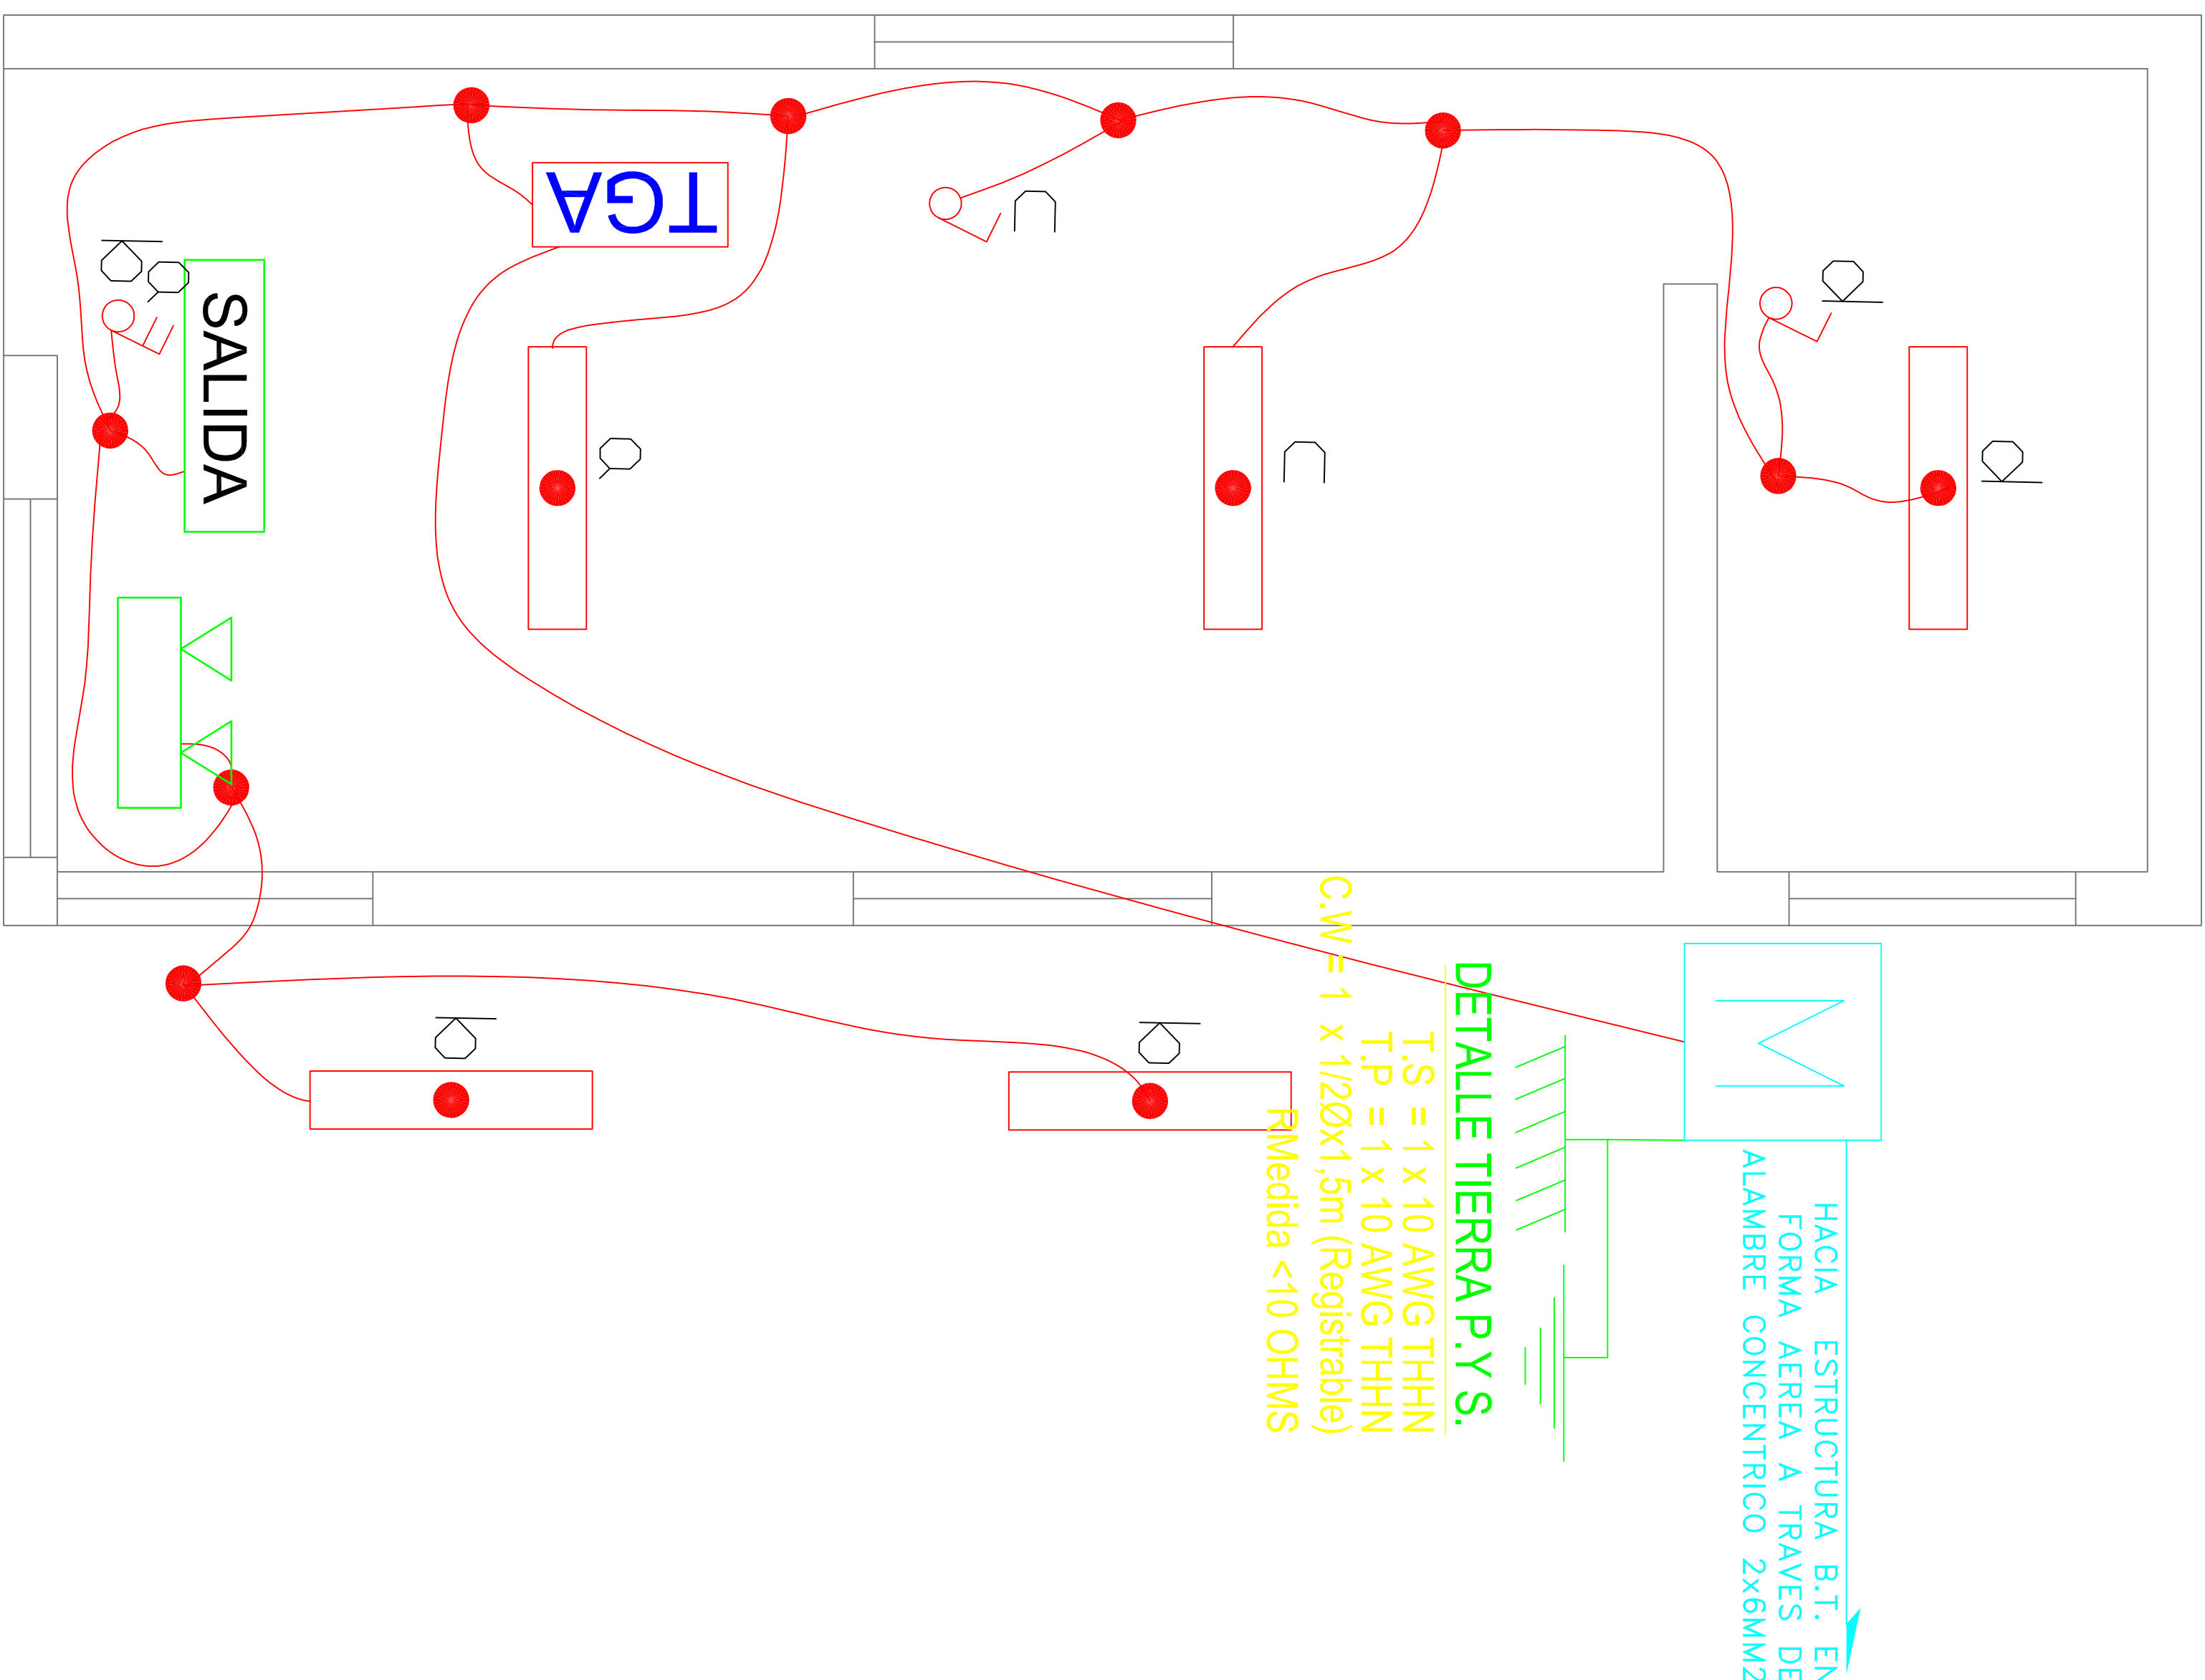 TGA
SALIDA
M
DETALLE TIERRA P.Y S.
T.S = 1 x 10 AWG THHN
T.P = 1 x 10 AWG THHN
C.W = 1 x 1/2Øx1,5m (Registrable)
RMedida <10 OHMS
HACIA ESTRUCTURA B.T. EN
FORMA AEREA A TRAVES DE
ALAMBRE CONCENTRICO 2x6MM2